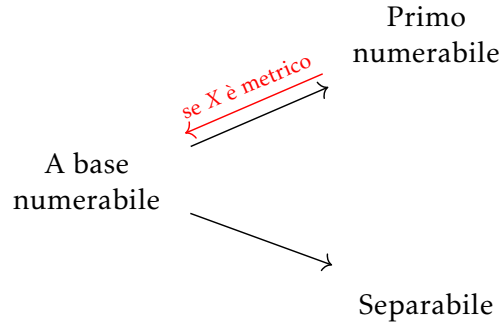 Primo
numerabile
se X è metrico
A base
numerabile
Separabile